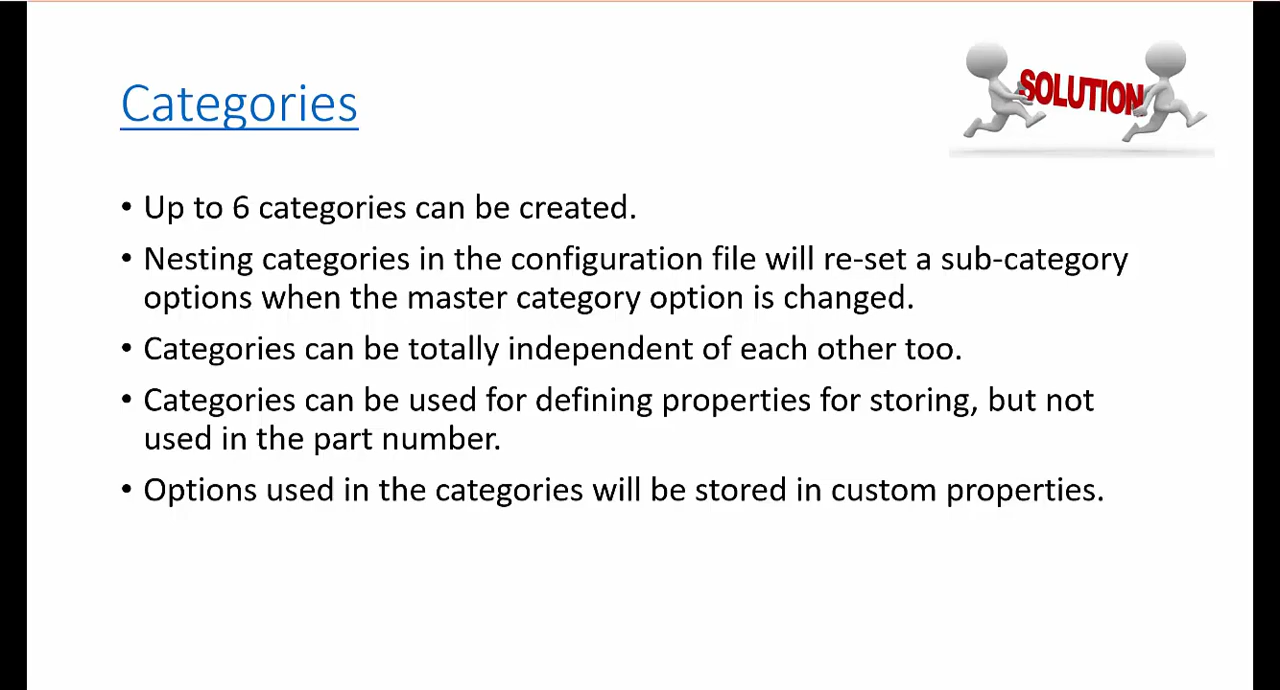 SOLUTION
Categories
• Up to 6 categories can be created.
• Nesting categories in the configuration file will re-set a sub-category
options when the master category option is changed.
• Categories can be totally independent of each other too.
• Categories can be used for defining properties for storing, but not
used in the part number.
• Options used in the categories will be stored in custom properties.